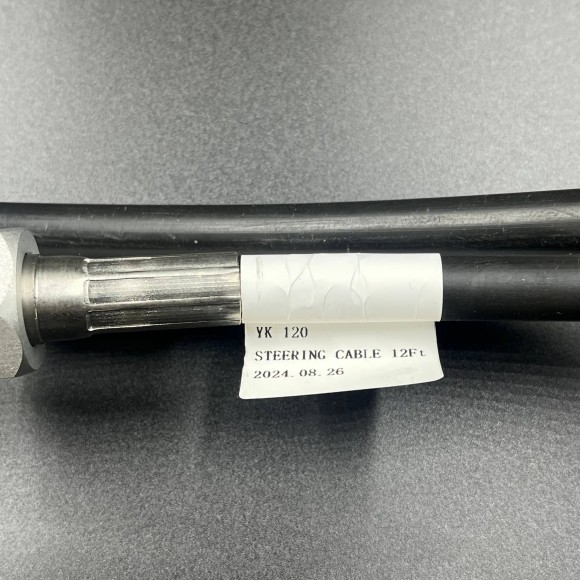 YK 120
STEERING CABLE 12Ft
2024.08.26